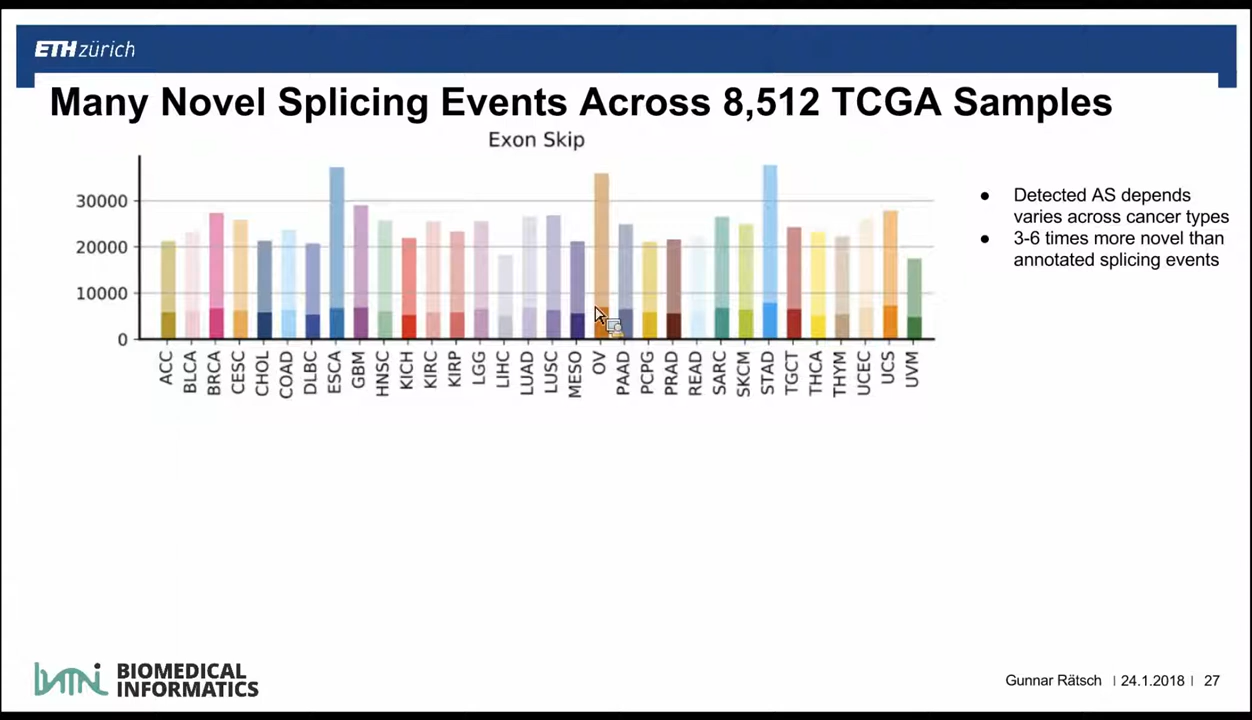 ETH zürich
Many Novel Splicing Events Across 8,512 TCGA Samples
Exon Skip
30000
20000
10000
0
ACC BLCA BRCA CESC CHOL COAD DLBC ESCA GBM HNSC KICH KIRC KIRP LGG LIHC LUAD LUSC MESO OV PAAD PCPG PRAD READ SARC SKCM STAD TGCT THCA THYM UCEC UCS UVM
● Detected AS depends
varies across cancer types
● 3-6 times more novel than
annotated splicing events
BIOMEDICAL
INFORMATICS
Gunnar Rätsch | 24.1.2018 | 27